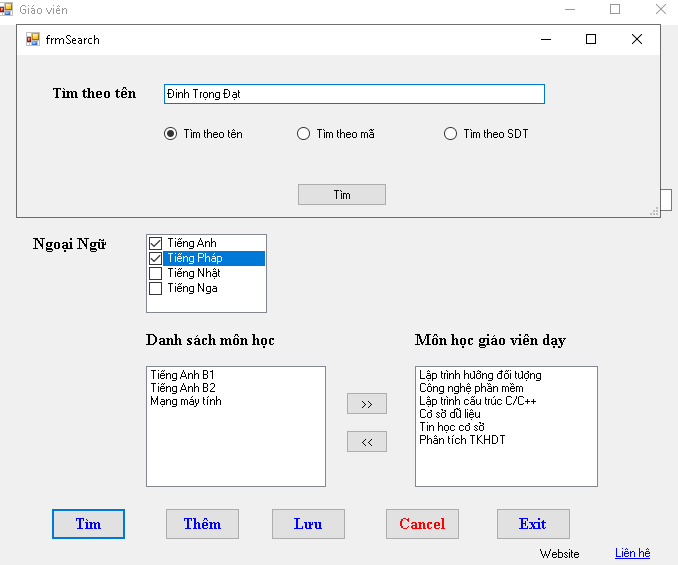 Giáo viên
frmSearch
Tìm theo tên
Đinh Trọng Đạt
Tìm theo tên Tìm theo mã Tìm theo SDT
Tìm
Ngoại Ngữ
Tiếng Anh
Tiếng Pháp
Tiếng Nhật
Tiếng Nga
Danh sách môn học
Tiếng Anh B1
Tiếng Anh B2
Mạng máy tính
>>
<<
Môn học giáo viên dạy
Lập trình hướng đối tượng
Công nghệ phần mềm
Lập trình cấu trúc C/C++
Cơ sở dữ liệu
Tin học cơ sở
Phân tích TKHDT
Tìm Thêm Lưu Cancel Exit
Website Liên hệ